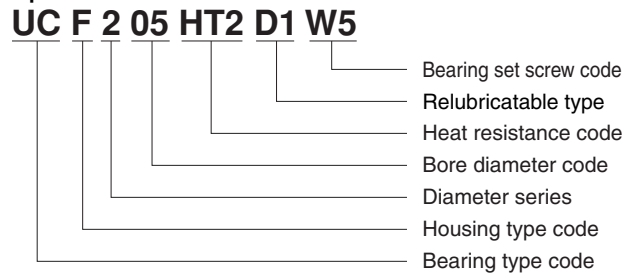 UC F 2 05 HT2 D1 W5
Bearing set screw code
Relubricatable type
Heat resistance code
Bore diameter code
Diameter series
Housing type code
Bearing type code